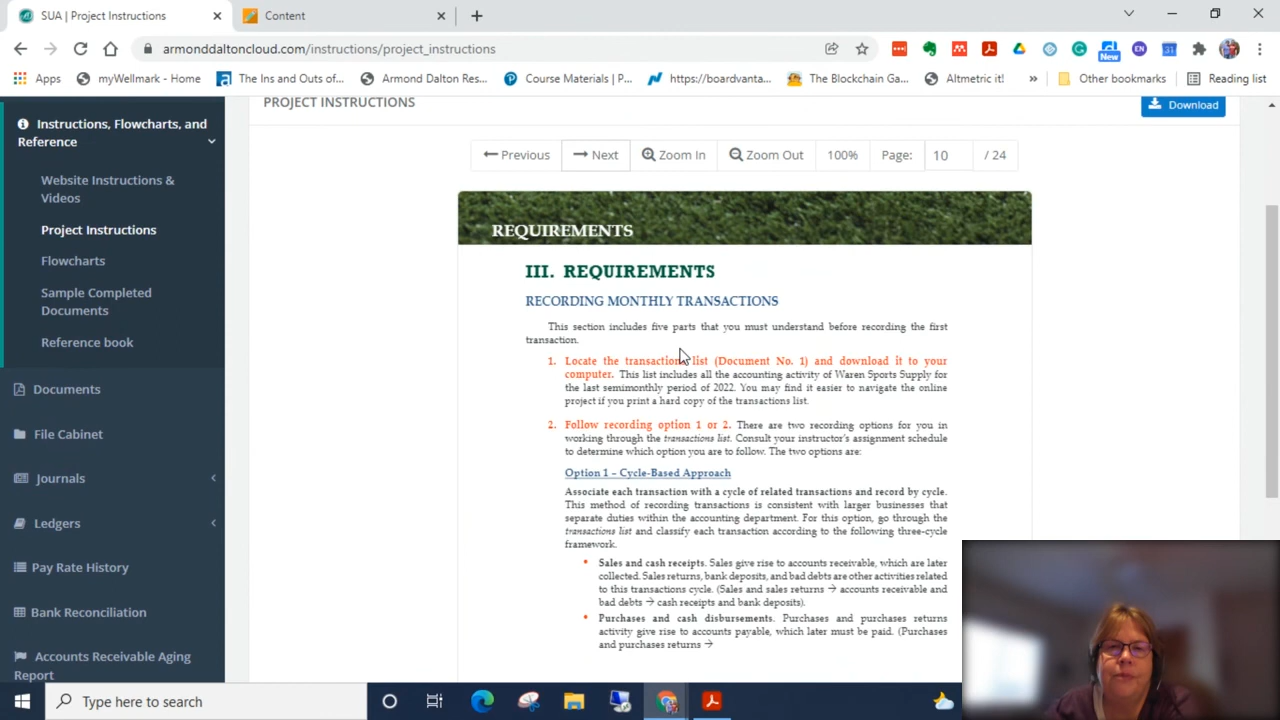 SUA | Project Instructions
Content
armonddaltoncloud.com/instructions/project_instructions
New
31
EN
Apps
myWellmark - Home
The Ins and Outs of...
Armond Dalton Res...
Course Materials | P...
https://boardvanta...
The Blockchain Ga...
Altmetric it!
»
Other bookmarks
Reading list
Instructions, Flowcharts, and
Reference
Website Instructions &
Videos
Project Instructions
Flowcharts
Sample Completed
Documents
Reference book
Documents
File Cabinet
Journals
Ledgers
Pay Rate History
Bank Reconciliation
Accounts Receivable Aging
Report
PROJECT INSTRUCTIONS
Download
Previous
Next
Zoom In
Zoom Out
100%
Page:
10
/ 24
REQUIREMENTS
III. REQUIREMENTS
RECORDING MONTHLY TRANSACTIONS
This section includes five parts that you must understand before recording the first
transaction.
1. Locate the transactions list (Document No. 1) and download it to your
computer. This list includes all the accounting activity of Waren Sports Supply for
the last semimonthly period of 2022. You may find it easier to navigate the online
project if you print a hard copy of the transactions list.
2. Follow recording option 1 or 2. There are two recording options for you in
working through the transactions list. Consult your instructor's assignment schedule
to determine which option you are to follow. The two options are:
Option 1 – Cycle-Based Approach
Associate each transaction with a cycle of related transactions and record by cycle.
This method of recording transactions is consistent with larger businesses that
separate duties within the accounting department. For this option, go through the
transactions list and classify each transaction according to the following three-cycle
framework.
• Sales and cash receipts. Sales give rise to accounts receivable, which are later
collected. Sales returns, bank deposits, and bad debts are other activities related
to this transactions cycle. (Sales and sales returns → accounts receivable and
bad debts → cash receipts and bank deposits).
• Purchases and cash disbursements. Purchases and purchases returns
activity give rise to accounts payable, which later must be paid. (Purchases
and purchases returns →
Type here to search